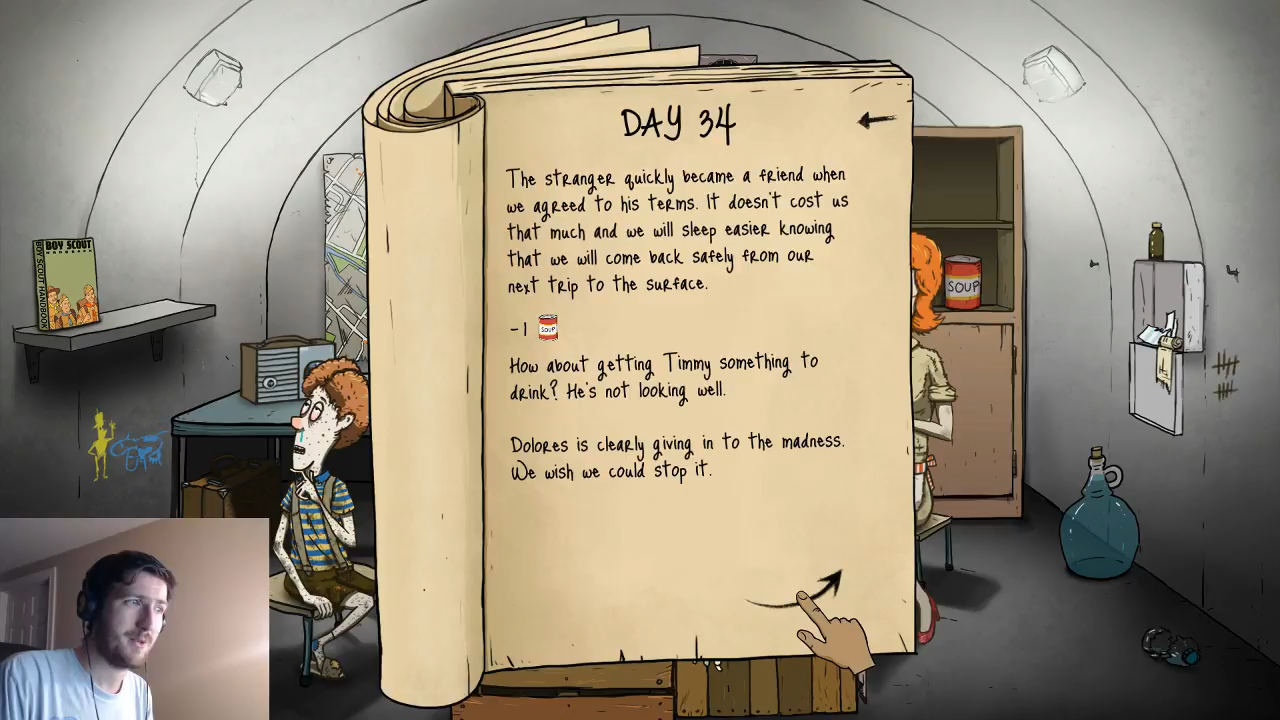 DAY 34
The stranger quickly became a friend when
we agreed to his terms. It doesn't cost us
that much and we will sleep easier knowing
that we will come back safely from our
next trip to the surface.
-1 SOUP
How about getting Timmy something to
drink? He's not looking well.
Dolores is clearly giving in to the madness.
We wish we could stop it.
BOY SCOUT
BOY SCOUT HANDBOOK
SOUP